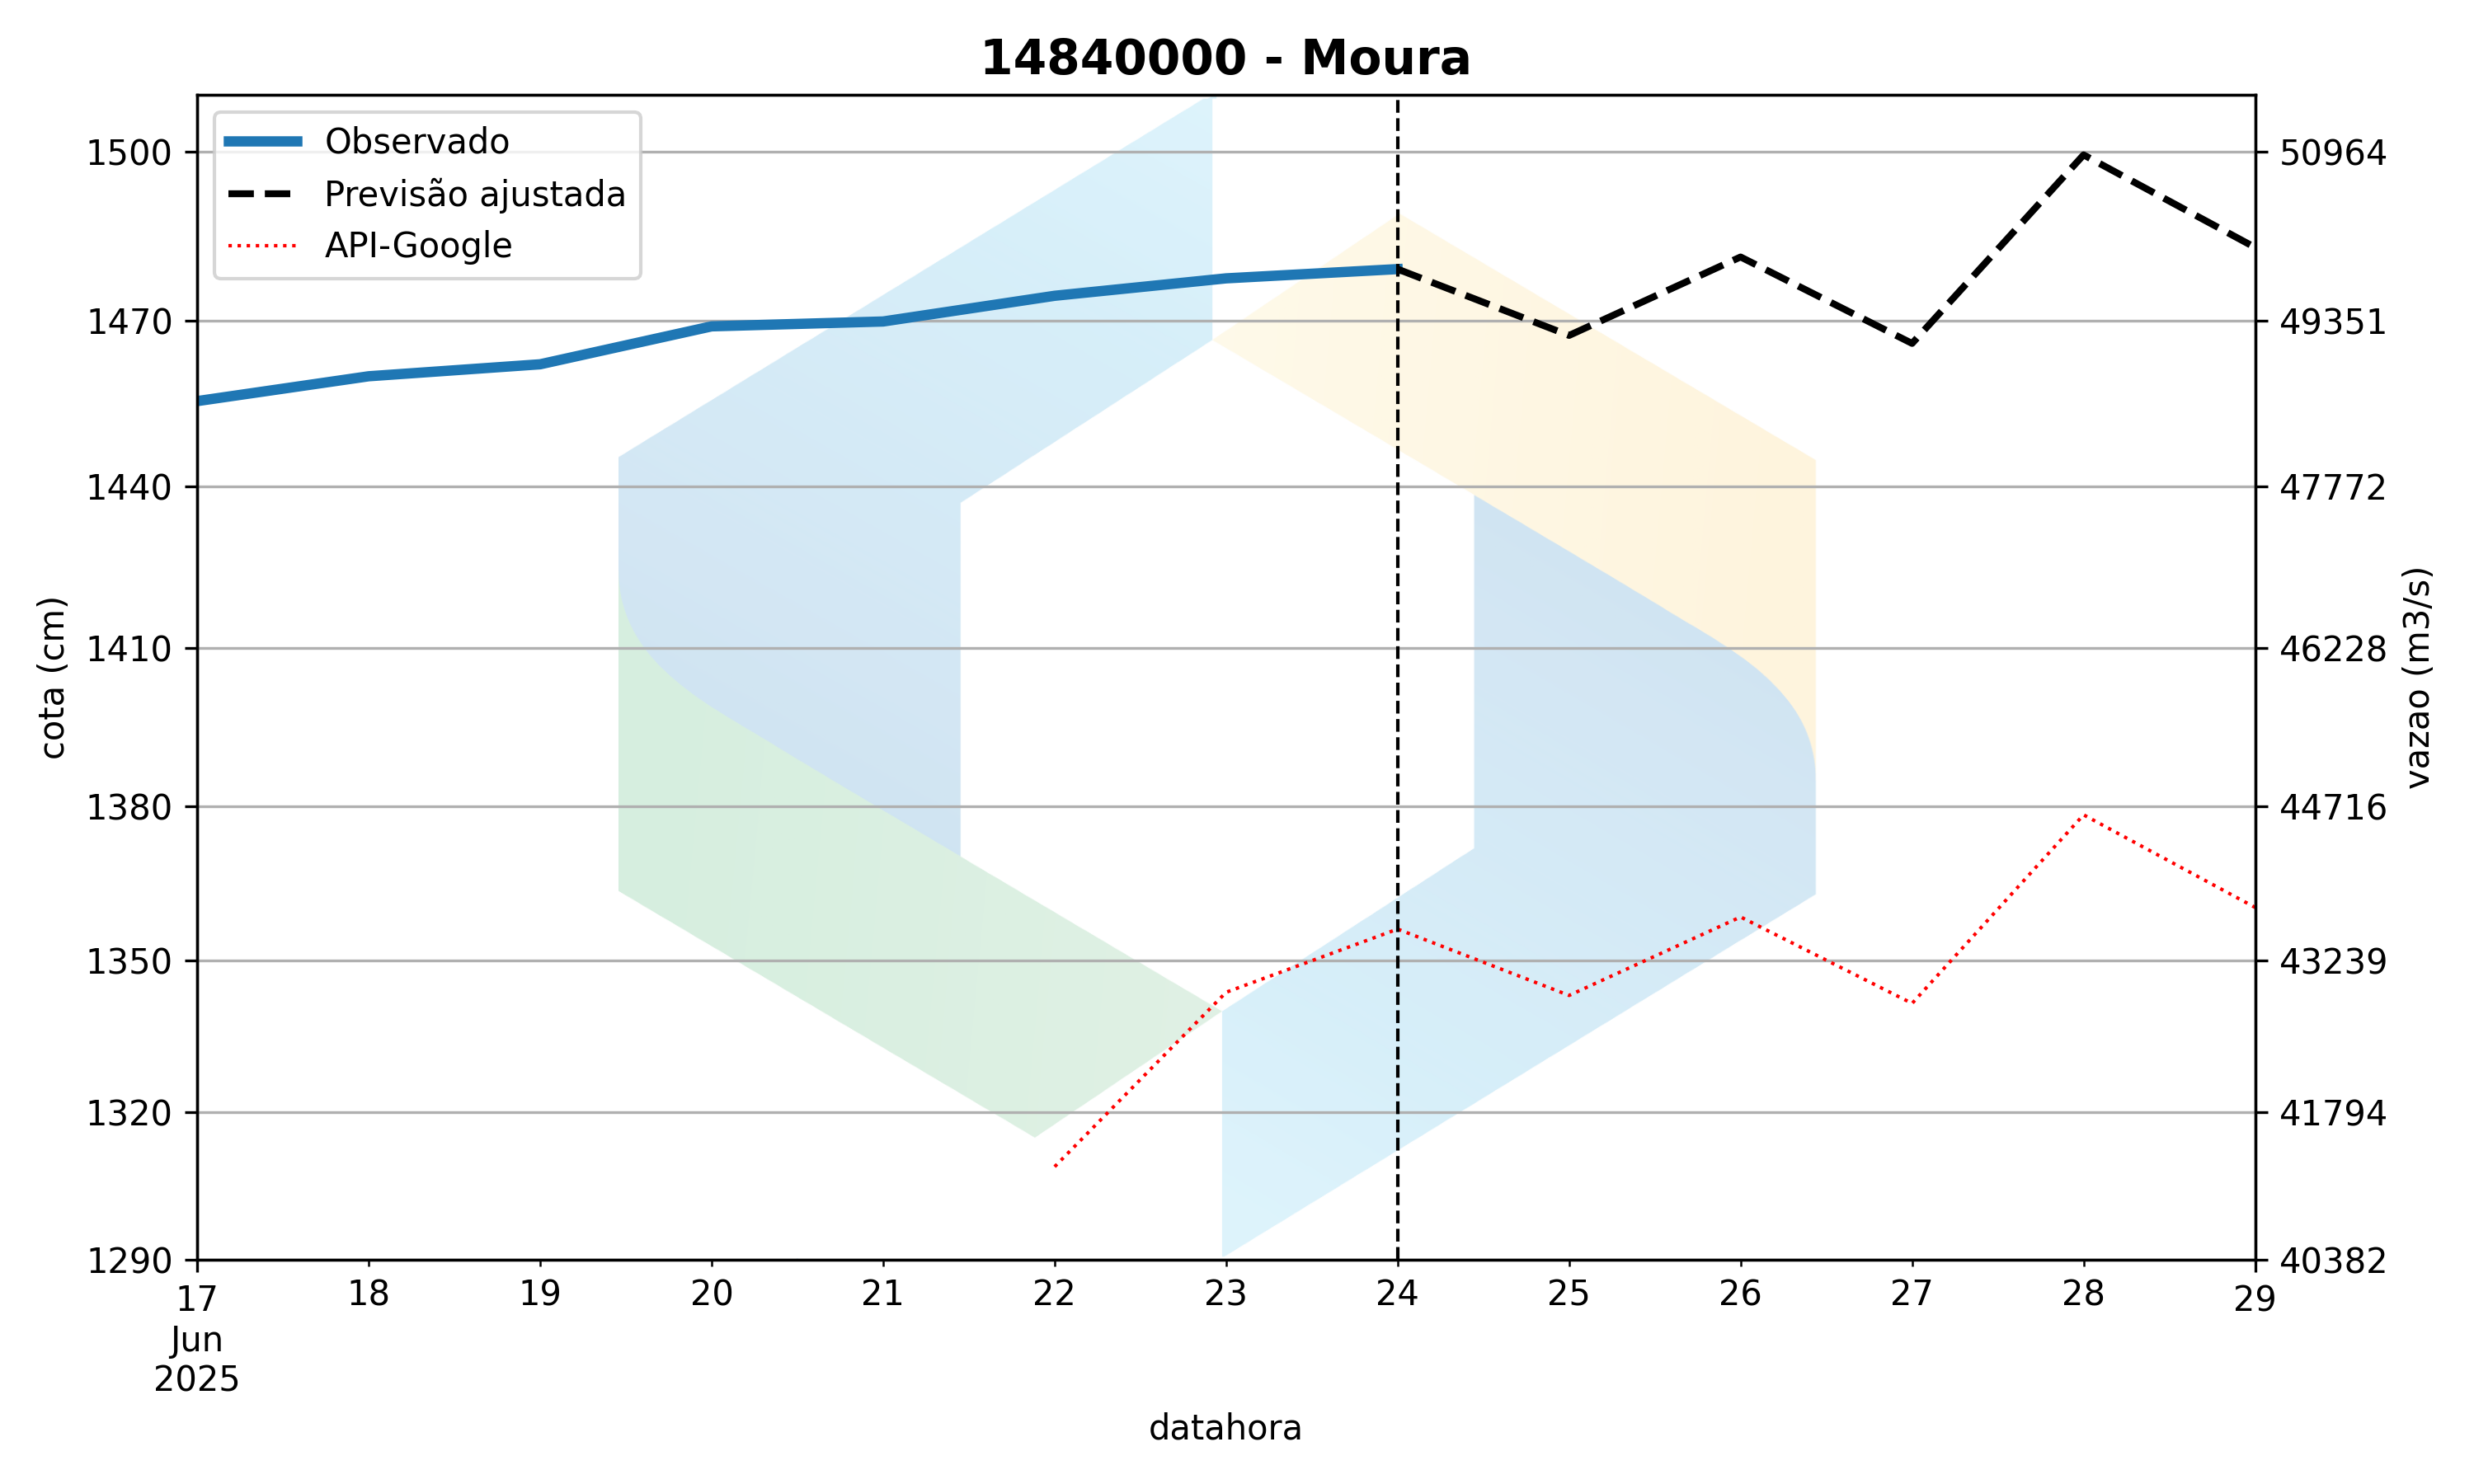 14840000 - Moura
Observado
Previsão ajustada
API-Google
1500
1470
1440
1410
1380
1350
1320
1290
cota (cm)
50964
49351
47772
46228
44716
43239
41794
40382
vazao (m3/s)
17 18 19 20 21 22 23 24 25 26 27 28 29
Jun
2025
datahora